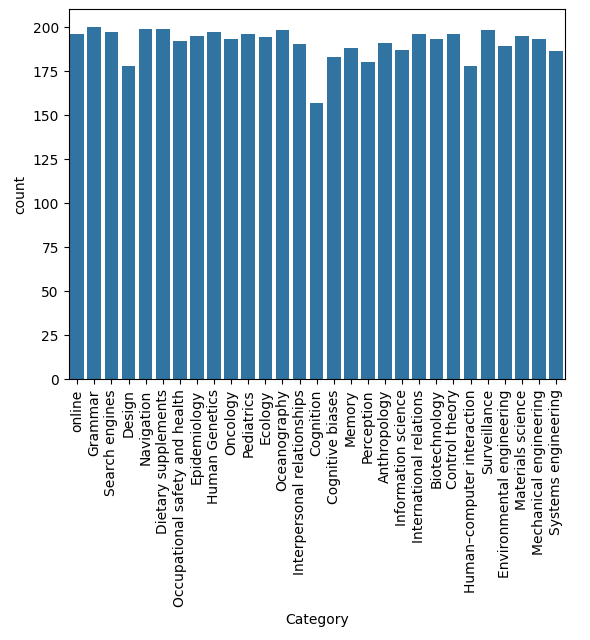 200
175
150
125
100
75
50
25
0
count
online
Grammar
Search engines
Design
Navigation
Dietary supplements
Occupational safety and health
Epidemiology
Human Genetics
Oncology
Pediatrics
Ecology
Oceanography
Interpersonal relationships
Cognition
Cognitive biases
Memory
Perception
Anthropology
Information science
International relations
Biotechnology
Control theory
Human–computer interaction
Surveillance
Environmental engineering
Materials science
Mechanical engineering
Systems engineering
Category